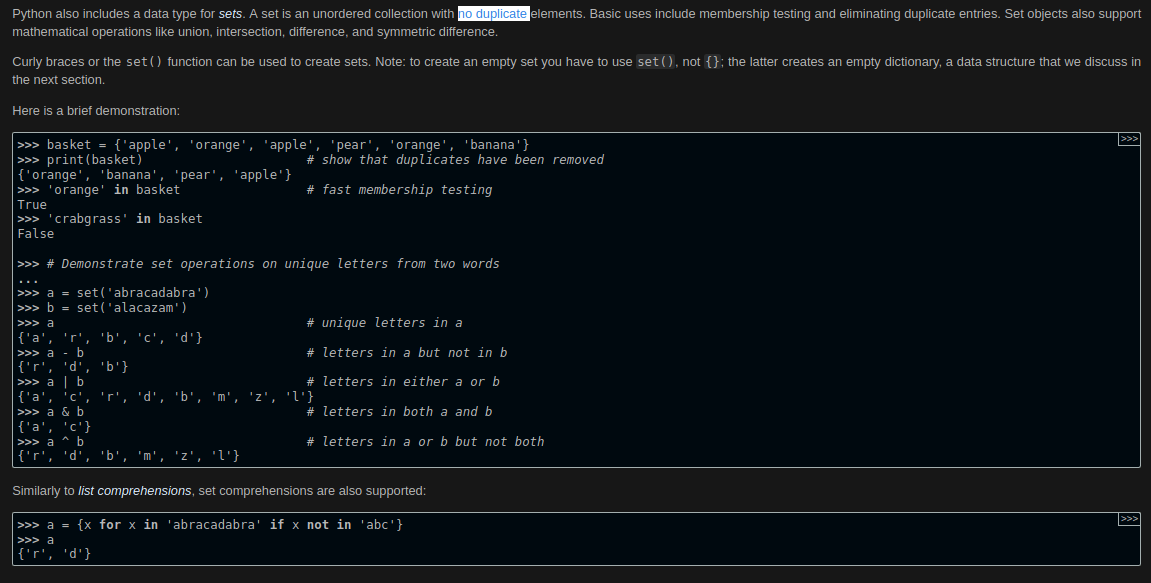 Python also includes a data type for sets. A set is an unordered collection with no duplicate elements. Basic uses include membership testing and eliminating duplicate entries. Set objects also support
mathematical operations like union, intersection, difference, and symmetric difference.
Curly braces or the set() function can be used to create sets. Note: to create an empty set you have to use set(), not {}; the latter creates an empty dictionary, a data structure that we discuss in
the next section.
Here is a brief demonstration:
>>>
>>> basket = {'apple', 'orange', 'apple', 'pear', 'orange', 'banana'}
>>> print(basket)                      # show that duplicates have been removed
{'orange', 'banana', 'pear', 'apple'}
>>> 'orange' in basket                 # fast membership testing
True
>>> 'crabgrass' in basket
False
>>> # Demonstrate set operations on unique letters from two words
...
>>> a = set('abracadabra')
>>> b = set('alacazam')
>>> a                                  # unique letters in a
{'a', 'r', 'b', 'c', 'd'}
>>> a - b                              # letters in a but not in b
{'r', 'd', 'b'}
>>> a | b                              # letters in either a or b
{'a', 'c', 'r', 'd', 'b', 'm', 'z', 'l'}
>>> a & b                              # letters in both a and b
{'a', 'c'}
>>> a ^ b                              # letters in a or b but not both
{'r', 'd', 'b', 'm', 'z', 'l'}
Similarly to list comprehensions, set comprehensions are also supported:
>>>
>>> a = {x for x in 'abracadabra' if x not in 'abc'}
>>> a
{'r', 'd'}